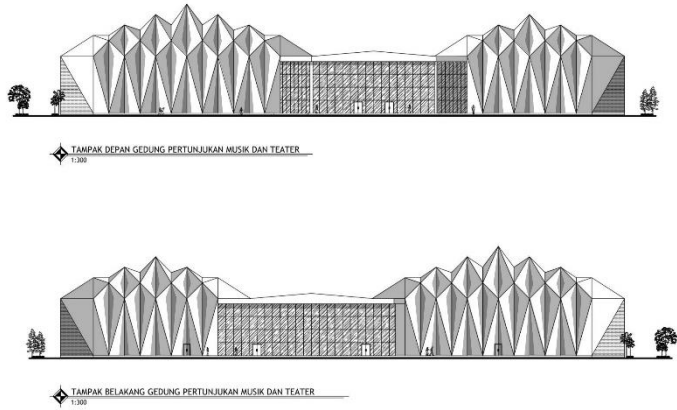 TAMPAK DEPAN GEDUNG PERTUNJUKAN MUSIK DAN TEATER
1:300
TAMPAK BELAKANG GEDUNG PERTUNJUKAN MUSIK DAN TEATER
1:300